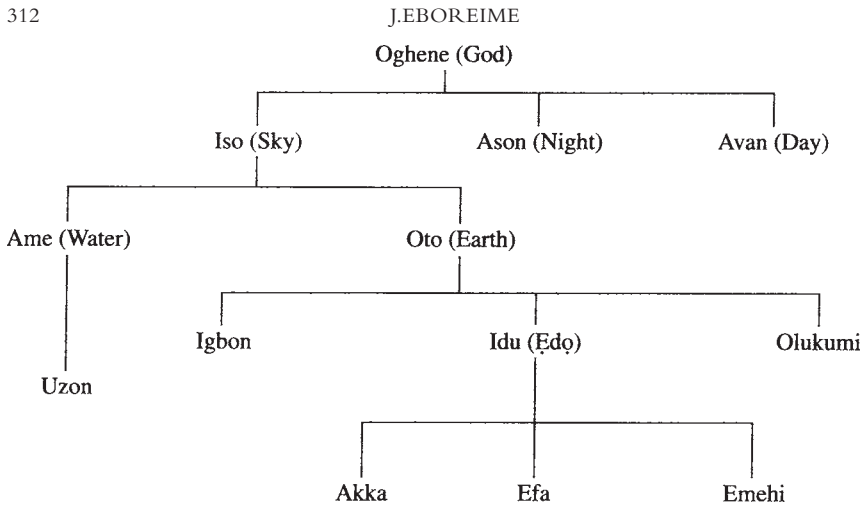 312 J.EBOREIME
Oghene (God)
Iso (Sky) Ason (Night) Avan (Day)
Ame (Water) Oto (Earth)
Igbon Idu (Ẹdọ) Olukumi
Uzon
Akka Efa Emehi